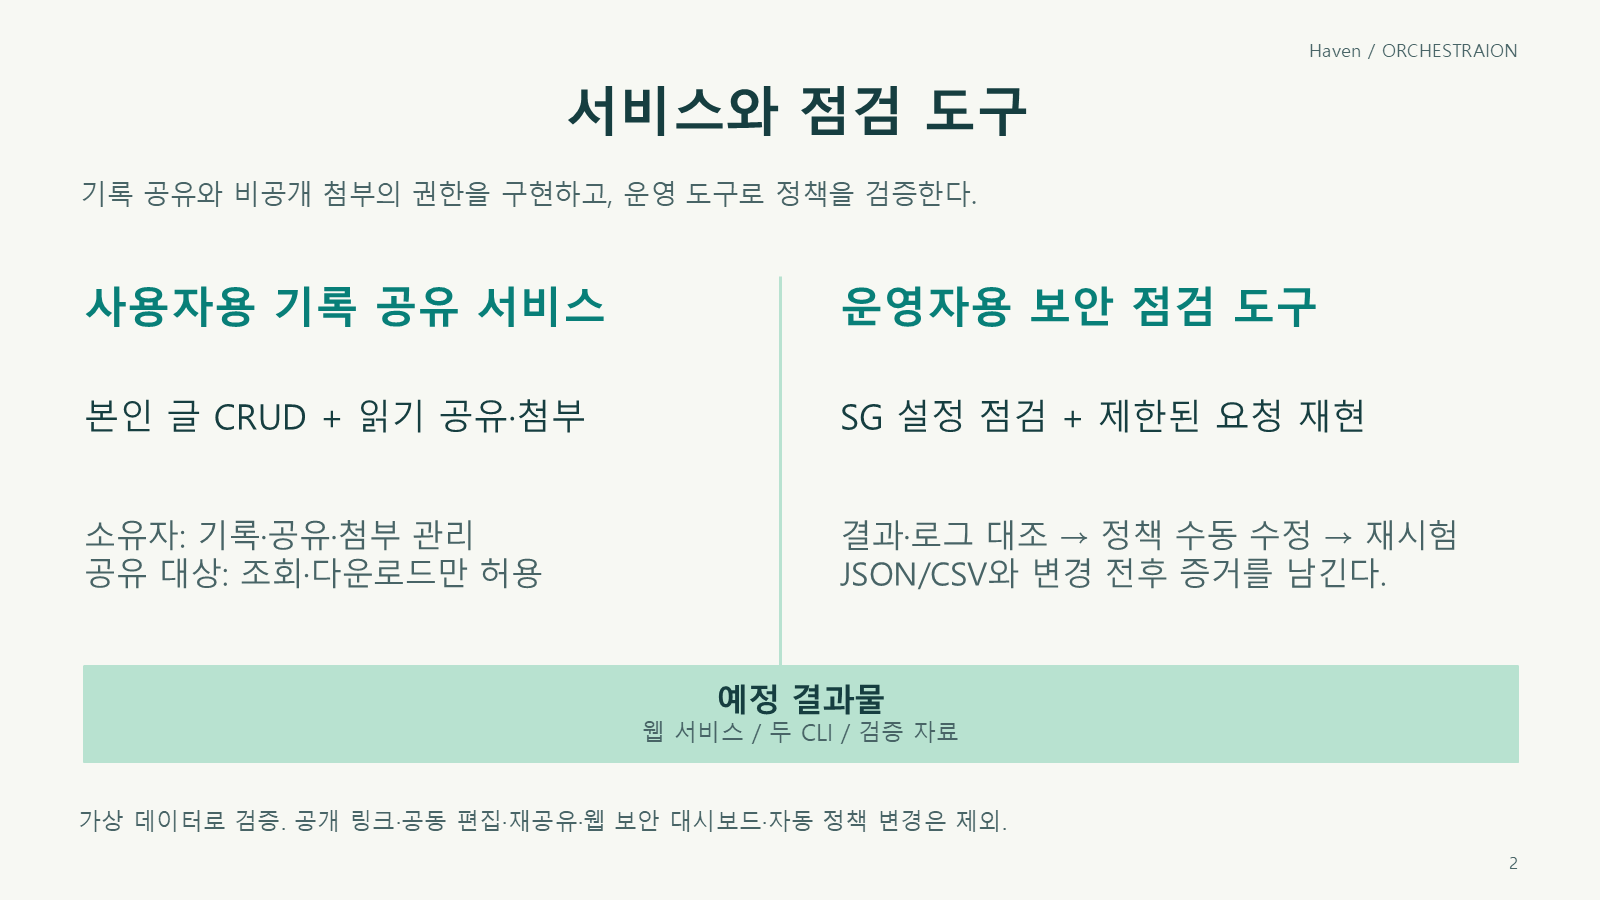 Haven / ORCHESTRAION
서비스와 점검 도구
기록 공유와 비공개 첨부의 권한을 구현하고, 운영 도구로 정책을 검증한다.
사용자용 기록 공유 서비스
본인 글 CRUD + 읽기 공유·첨부
소유자: 기록·공유·첨부 관리
공유 대상: 조회·다운로드만 허용
운영자용 보안 점검 도구
SG 설정 점검 + 제한된 요청 재현
결과·로그 대조 → 정책 수동 수정 → 재시험
JSON/CSV와 변경 전후 증거를 남긴다.
예정 결과물
웹 서비스 / 두 CLI / 검증 자료
가상 데이터로 검증. 공개 링크·공동 편집·재공유·웹 보안 대시보드·자동 정책 변경은 제외.
2